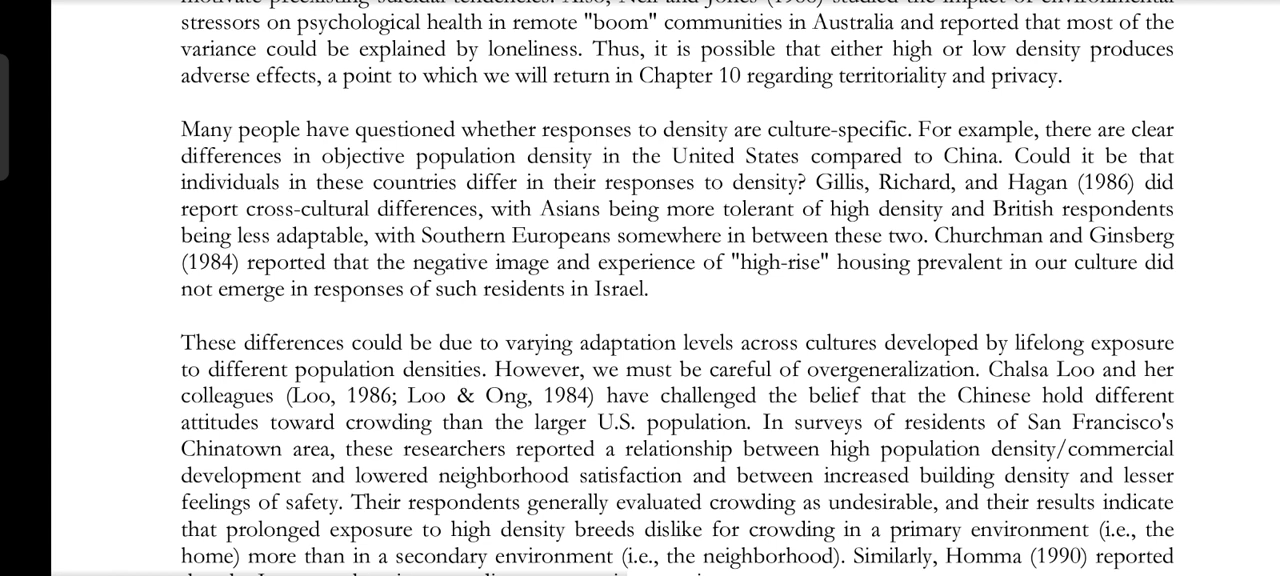 stressors on psychological health in remote "boom" communities in Australia and reported that most of the
variance could be explained by loneliness. Thus, it is possible that either high or low density produces
adverse effects, a point to which we will return in Chapter 10 regarding territoriality and privacy.
Many people have questioned whether responses to density are culture-specific. For example, there are clear
differences in objective population density in the United States compared to China. Could it be that
individuals in these countries differ in their responses to density? Gillis, Richard, and Hagan (1986) did
report cross-cultural differences, with Asians being more tolerant of high density and British respondents
being less adaptable, with Southern Europeans somewhere in between these two. Churchman and Ginsberg
(1984) reported that the negative image and experience of "high-rise" housing prevalent in our culture did
not emerge in responses of such residents in Israel.
These differences could be due to varying adaptation levels across cultures developed by lifelong exposure
to different population densities. However, we must be careful of overgeneralization. Chalsa Loo and her
colleagues (Loo, 1986; Loo & Ong, 1984) have challenged the belief that the Chinese hold different
attitudes toward crowding than the larger U.S. population. In surveys of residents of San Francisco's
Chinatown area, these researchers reported a relationship between high population density/commercial
development and lowered neighborhood satisfaction and between increased building density and lesser
feelings of safety. Their respondents generally evaluated crowding as undesirable, and their results indicate
that prolonged exposure to high density breeds dislike for crowding in a primary environment (i.e., the
home) more than in a secondary environment (i.e., the neighborhood). Similarly, Homma (1990) reported